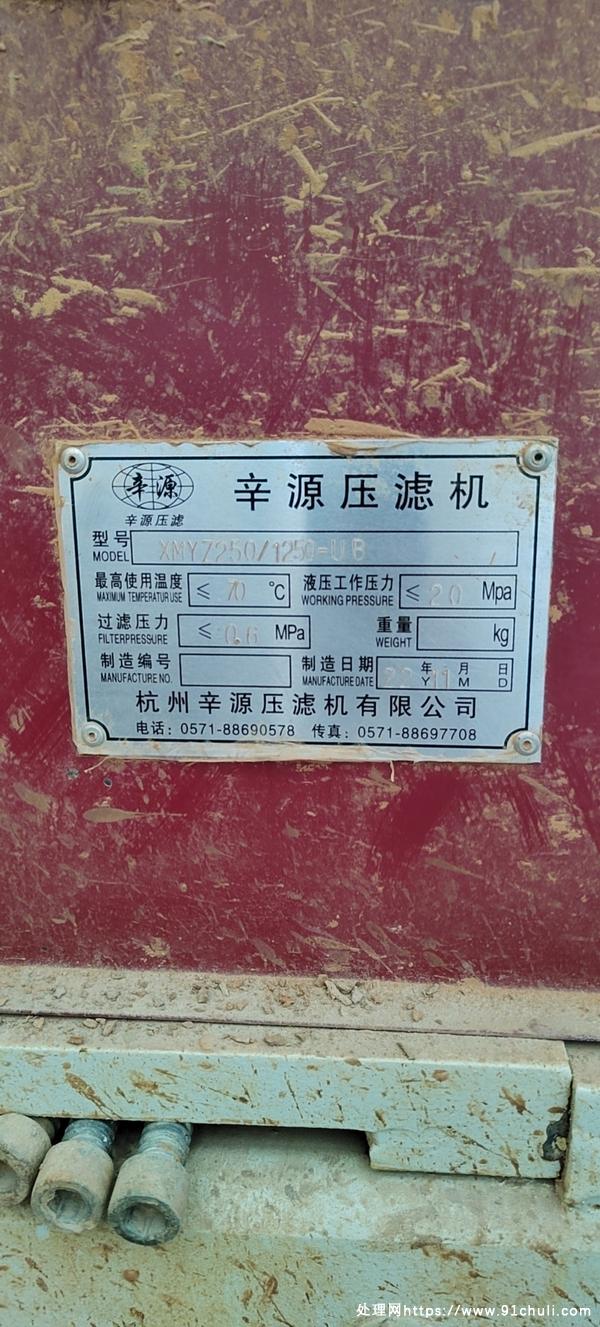 辛源
辛源压滤
辛源压滤机
型号 MODEL XMYZ250/1250-UB
最高使用温度 MAXIMUM TEMPERATUR USE ≤ 70 ℃
液压工作压力 WORKING PRESSURE ≤ 20 Mpa
过滤压力 FILTERPRESSURE ≤ 0.6 MPa
重量 WEIGHT kg
制造编号 MANUFACTURE NO.
制造日期 MANUFACTURE DATE 年 Y 11 月 M 日 D
杭州辛源压滤机有限公司
电话: 0571-88690578 传真: 0571-88697708
处理网https://www.91chuli.com